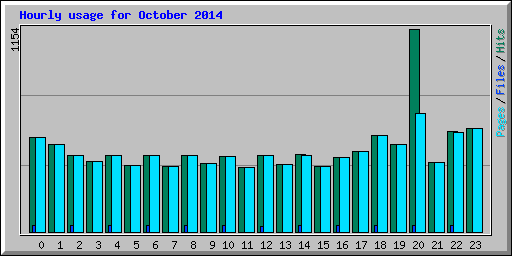 Hourly usage for October 2014
1154
Pages/Files/Hits
0 1 2 3 4 5 6 7 8 9 10 11 12 13 14 15 16 17 18 19 20 21 22 23